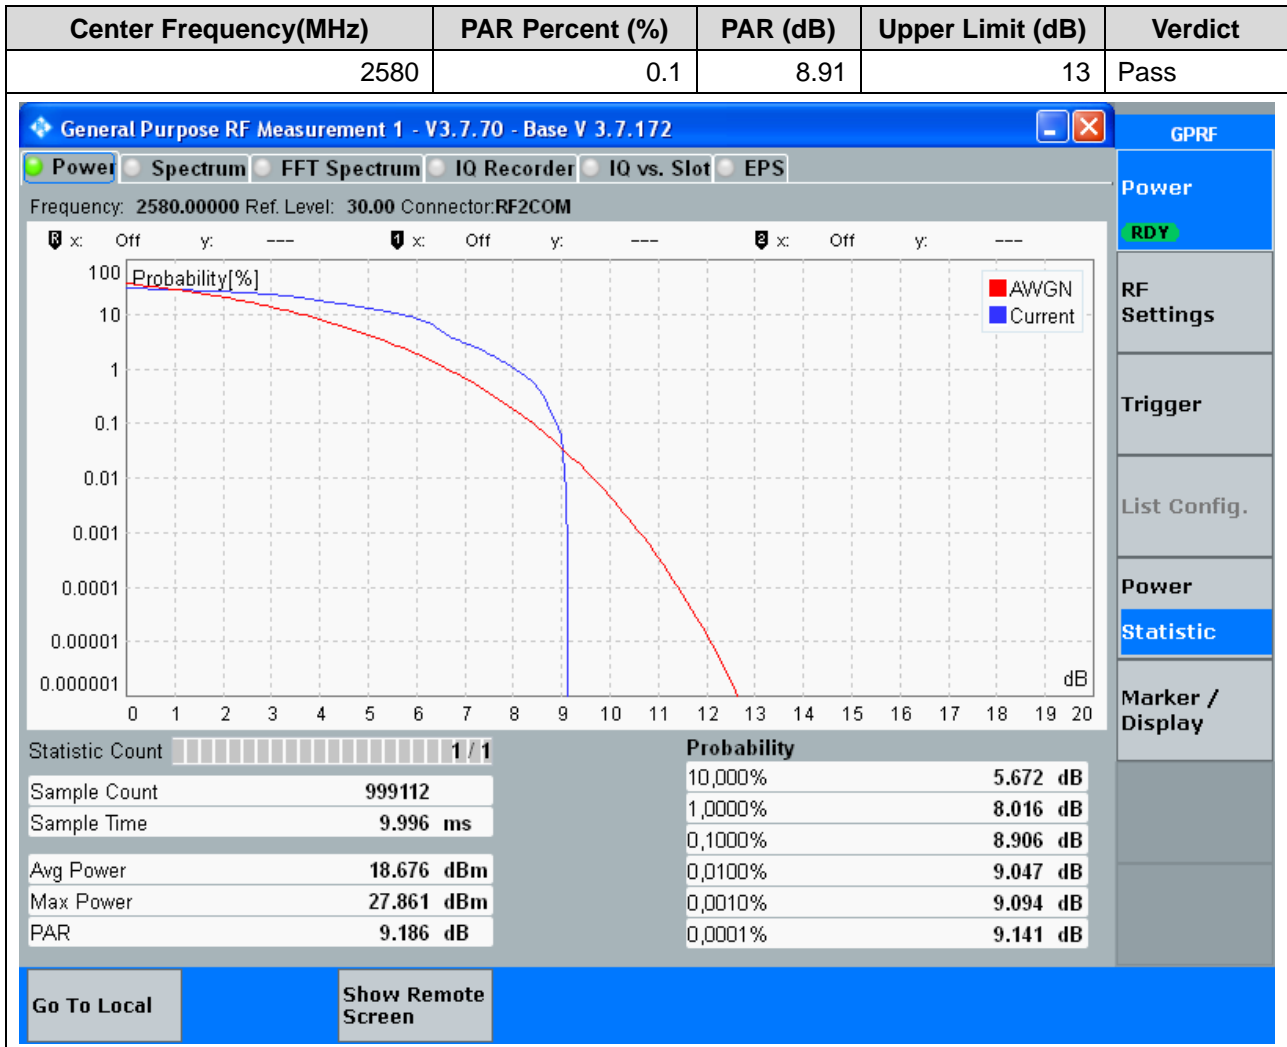 Center Frequency(MHz) PAR Percent (%) PAR (dB) Upper Limit (dB) Verdict
2580 0.1 8.91 13 Pass
General Purpose RF Measurement 1 - V3.7.70 - Base V 3.7.172
GPRF
Power Spectrum FFT Spectrum IQ Recorder IQ vs. Slot EPS
Frequency: 2580.00000 Ref. Level: 30.00 Connector:RF2COM
R x: Off y: --- 1 x: Off y: --- 2 x: Off y: ---
Probability[%]
AWGN
Current
100
10
1
0.1
0.01
0.001
0.0001
0.00001
0.000001
dB
0 1 2 3 4 5 6 7 8 9 10 11 12 13 14 15 16 17 18 19 20
Statistic Count 1 / 1
Sample Count 999112
Sample Time 9.996 ms
Avg Power 18.676 dBm
Max Power 27.861 dBm
PAR 9.186 dB
Probability
10,000% 5.672 dB
1,0000% 8.016 dB
0,1000% 8.906 dB
0,0100% 9.047 dB
0,0010% 9.094 dB
0,0001% 9.141 dB
Power
RDY
RF
Settings
Trigger
List Config.
Power
Statistic
Marker /
Display
Go To Local
Show Remote
Screen